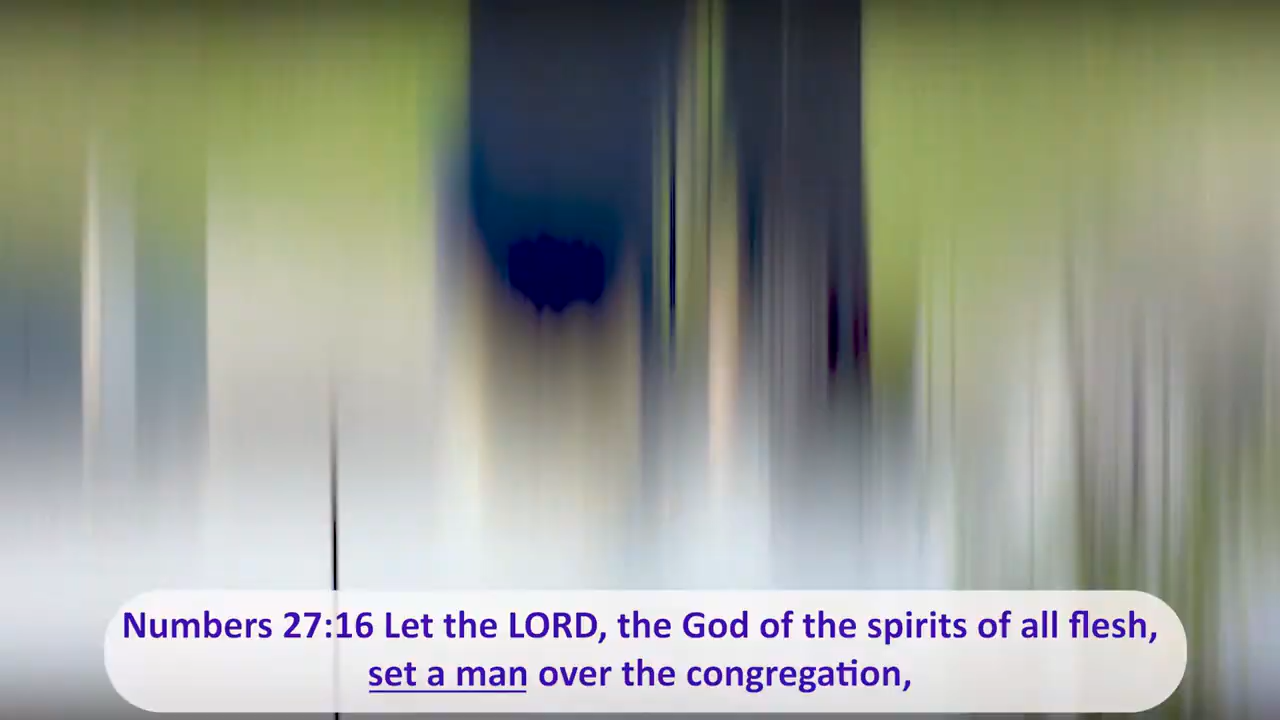 Numbers 27:16 Let the LORD, the God of the spirits of all flesh,
set a man over the congregation,